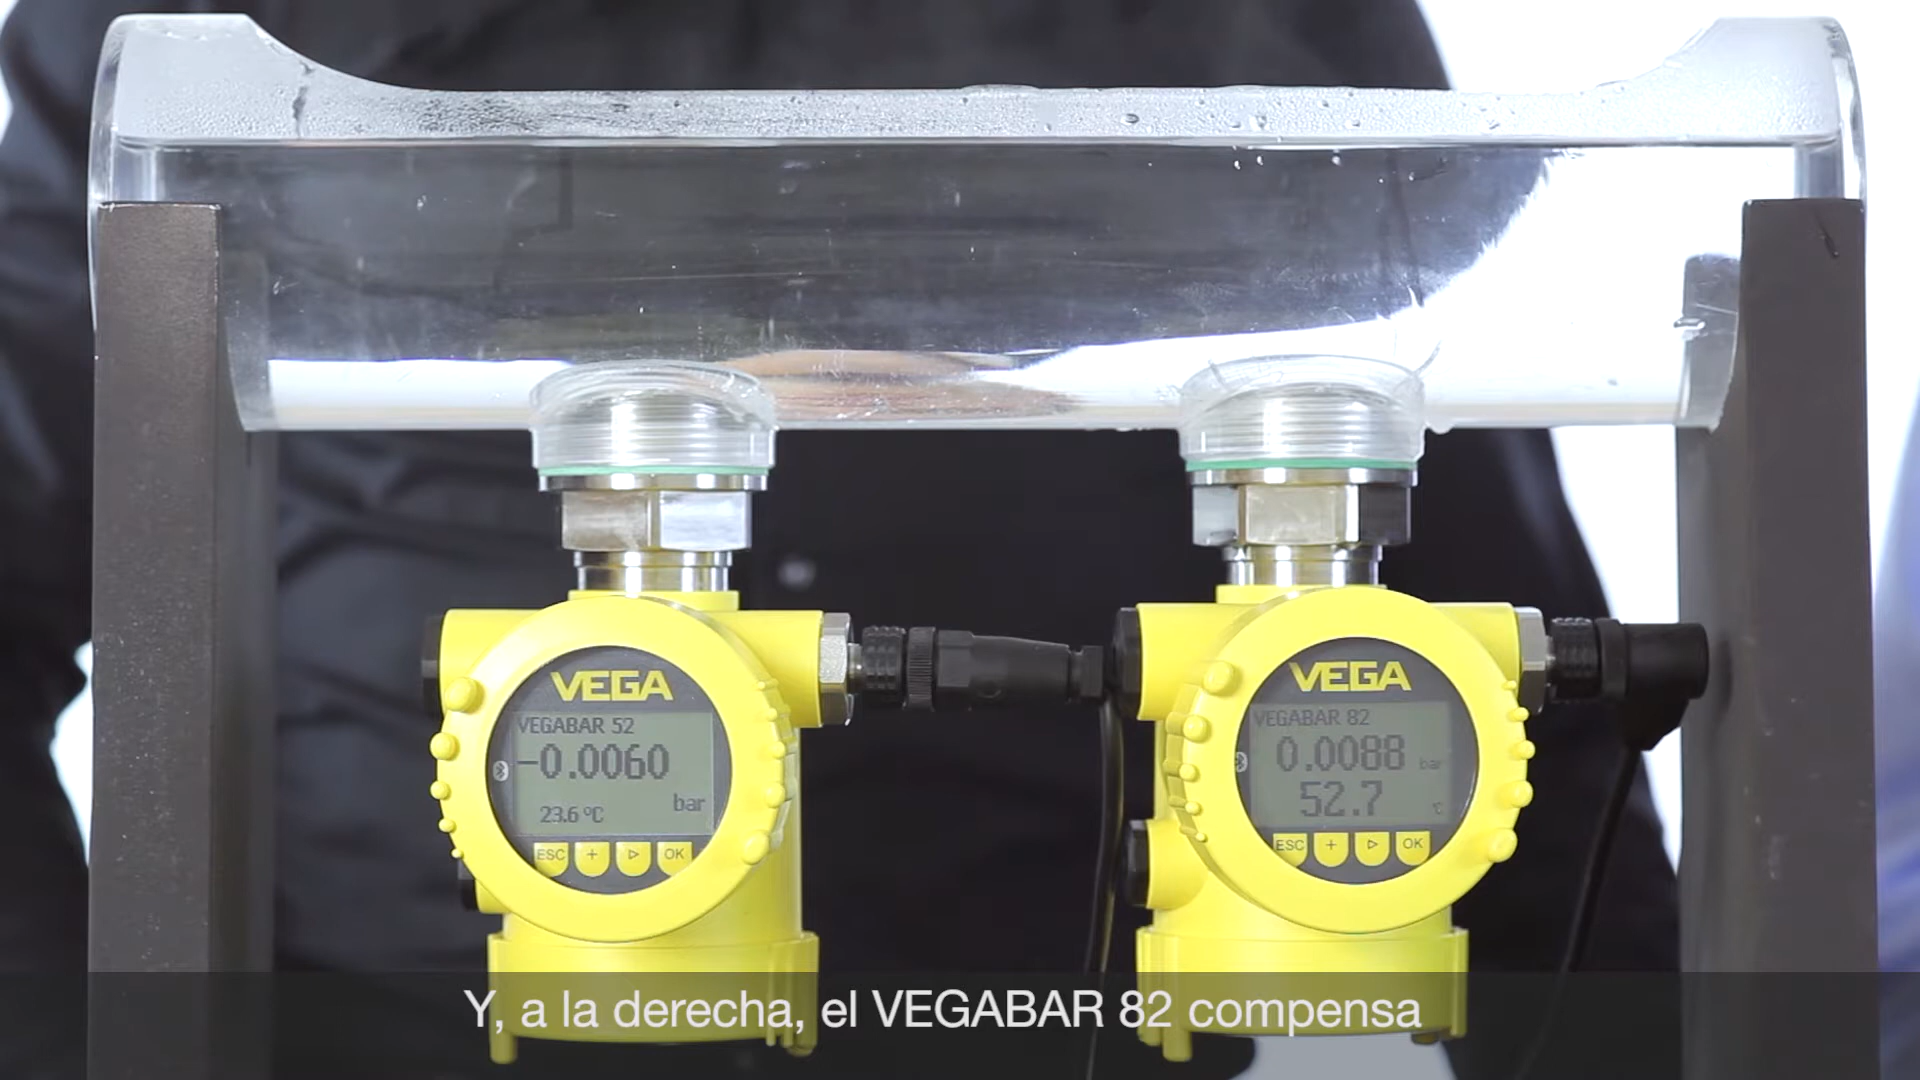 VEGA
VEGABAR 52
-0.0060
bar
23.6 ºC
ESC + ▷ OK
VEGA
VEGABAR 82
0.0088 bar
52.7 °C
ESC + ▷ OK
Y, a la derecha, el VEGABAR 82 compensa